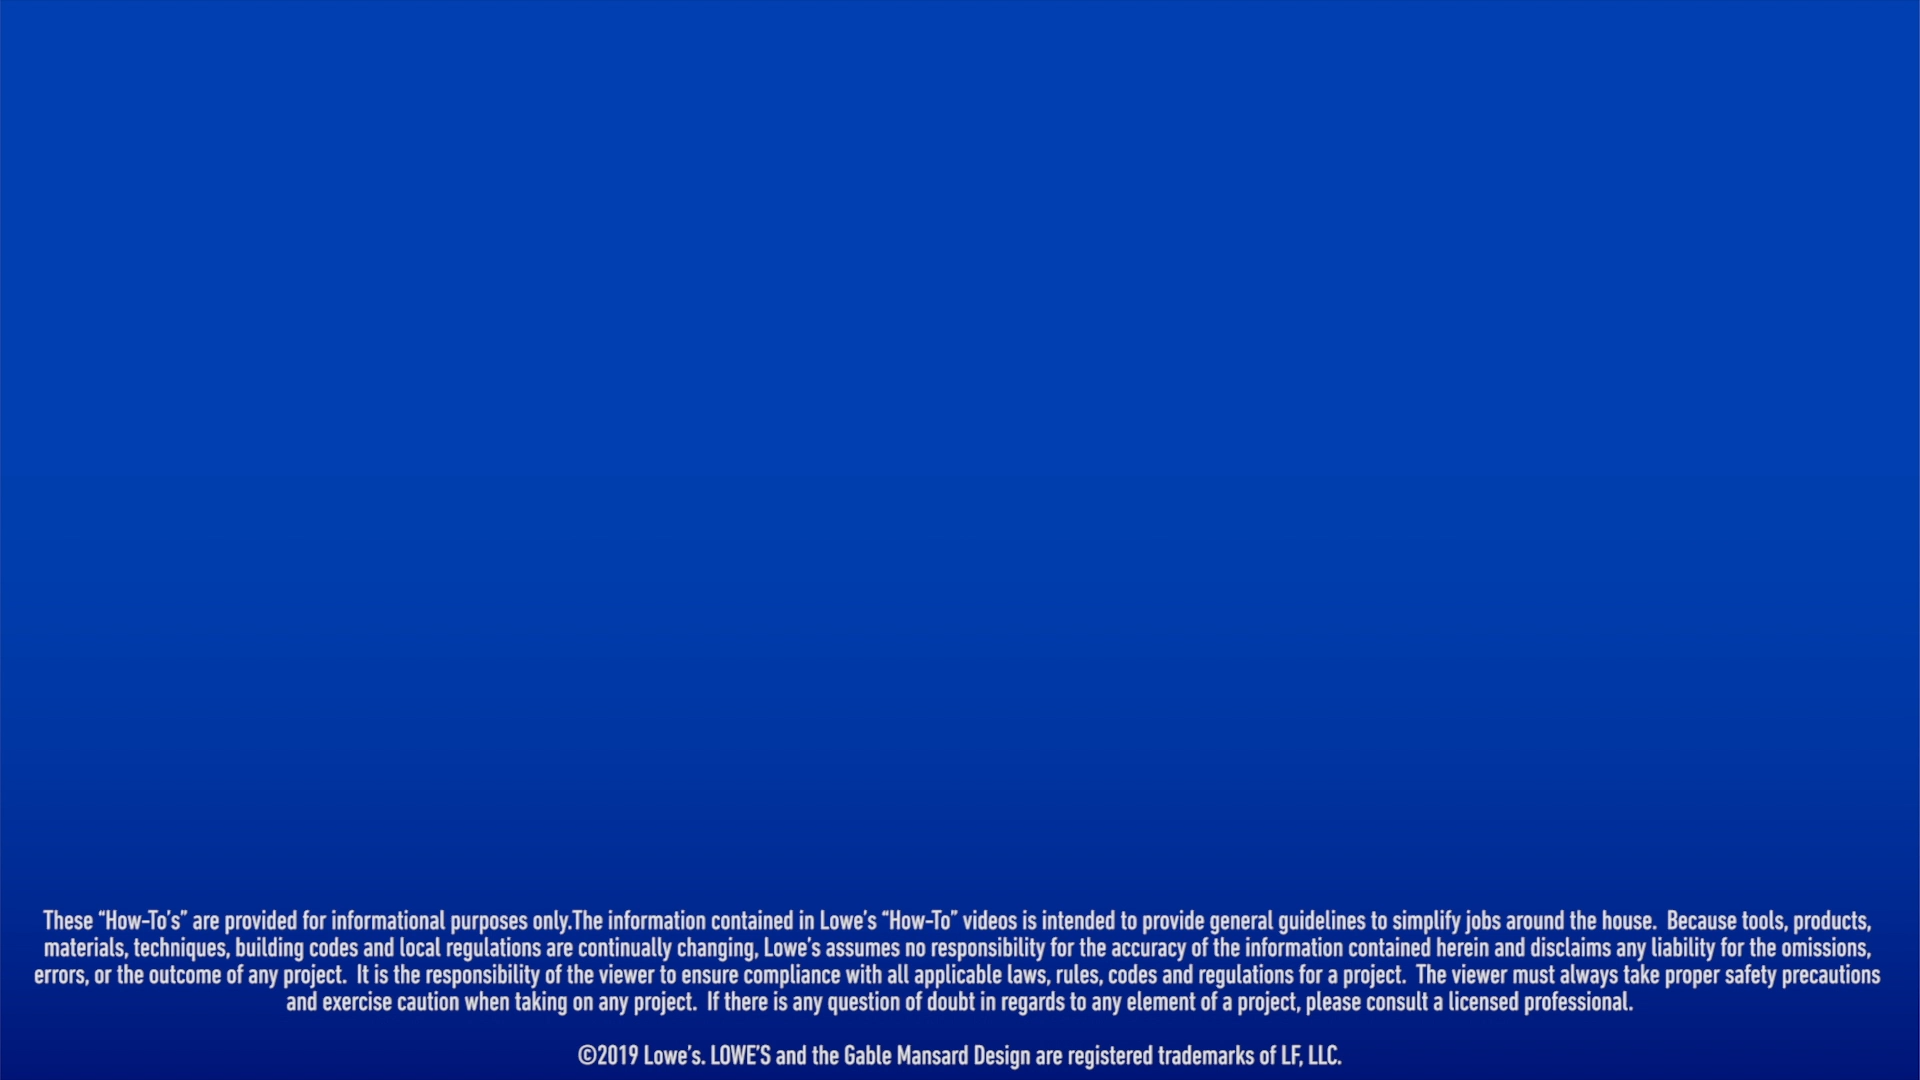 These “How-To’s” are provided for informational purposes only.The information contained in Lowe’s “How-To” videos is intended to provide general guidelines to simplify jobs around the house.  Because tools, products,
materials, techniques, building codes and local regulations are continually changing, Lowe’s assumes no responsibility for the accuracy of the information contained herein and disclaims any liability for the omissions,
errors, or the outcome of any project.  It is the responsibility of the viewer to ensure compliance with all applicable laws, rules, codes and regulations for a project.  The viewer must always take proper safety precautions
and exercise caution when taking on any project.  If there is any question of doubt in regards to any element of a project, please consult a licensed professional.
©2019 Lowe’s. LOWE’S and the Gable Mansard Design are registered trademarks of LF, LLC.